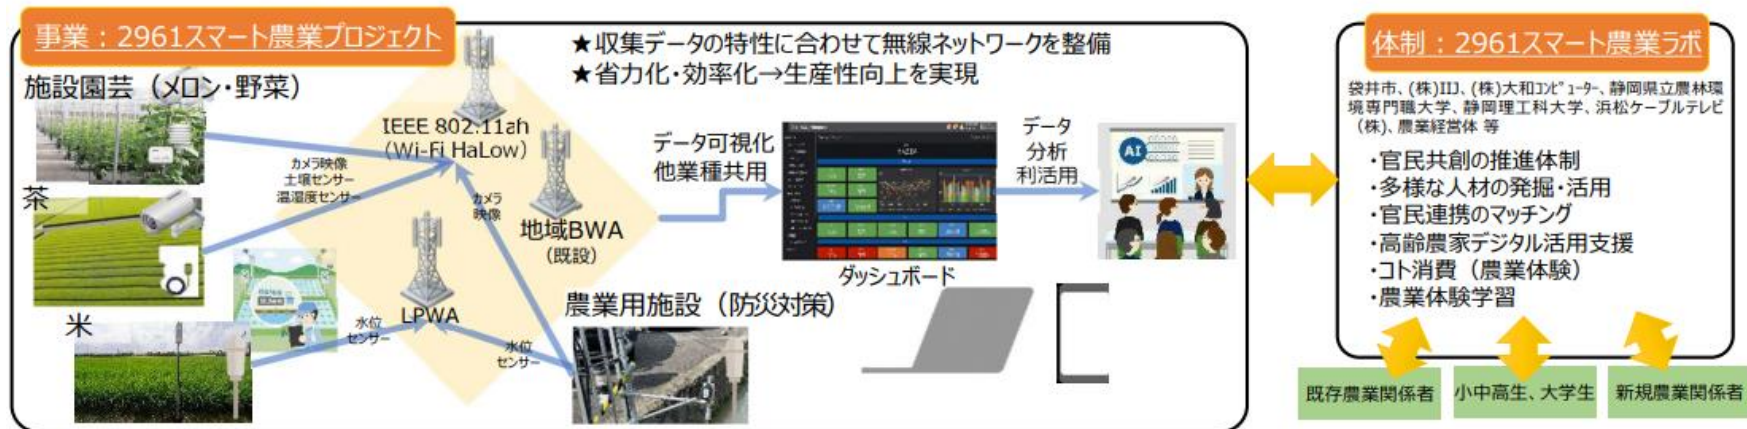 事業：2961スマート農業プロジェクト
★収集データの特性に合わせて無線ネットワークを整備
★省力化・効率化→生産性向上を実現
施設園芸（メロン・野菜）
IEEE 802.11ah
（Wi-Fi HaLow）
カメラ映像
土壌センサー
温湿度センサー
茶
カメラ
映像
地域BWA
（既設）
データ可視化
他業種共用
データ
分析
利活用
AI
ダッシュボード
LPWA
米
水位
センサー
水位
センサー
農業用施設（防災対策）
体制：2961スマート農業ラボ
袋井市、(株)IIJ、(株)大和ｺﾝﾋﾟｭｰﾀｰ、静岡県立農林環
境専門職大学、静岡理工科大学、浜松ケーブルテレビ
（株)、農業経営体 等
・官民共創の推進体制
・多様な人材の発掘・活用
・官民連携のマッチング
・高齢農家デジタル活用支援
・コト消費（農業体験）
・農業体験学習
既存農業関係者
小中高生、大学生
新規農業関係者